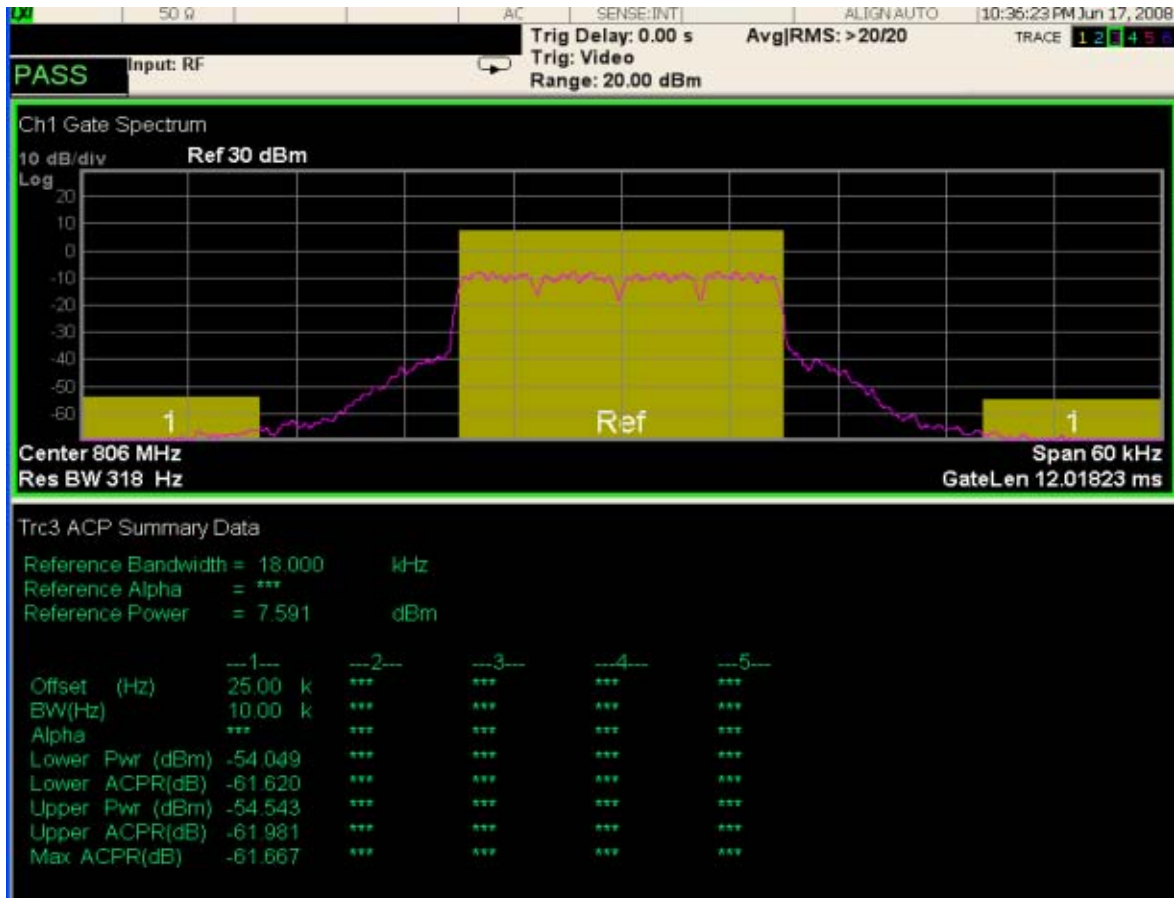 50 Ω AC SENSE:INT ALIGN AUTO 10:36:23 PM Jun 17, 2008
Trig Delay: 0.00 s Avg|RMS: >20/20 TRACE 1 2 3 4 5 6
PASS Input: RF Trig: Video
Range: 20.00 dBm
Ch1 Gate Spectrum
10 dB/div Ref 30 dBm
Log
20
10
0
-10
-20
-30
-40
-50
-60
1 Ref 1
Center 806 MHz Span 60 kHz
Res BW 318 Hz GateLen 12.01823 ms
Trc3 ACP Summary Data
Reference Bandwidth = 18.000 kHz
Reference Alpha = ***
Reference Power = 7.591 dBm
---1--- ---2--- ---3--- ---4--- ---5---
Offset (Hz) 25.00 k *** *** *** ***
BW(Hz) 10.00 k *** *** *** ***
Alpha *** *** *** *** ***
Lower Pwr (dBm) -54.049 *** *** *** ***
Lower ACPR(dB) -61.620 *** *** *** ***
Upper Pwr (dBm) -54.543 *** *** *** ***
Upper ACPR(dB) -61.981 *** *** *** ***
Max ACPR(dB) -61.667 *** *** *** ***